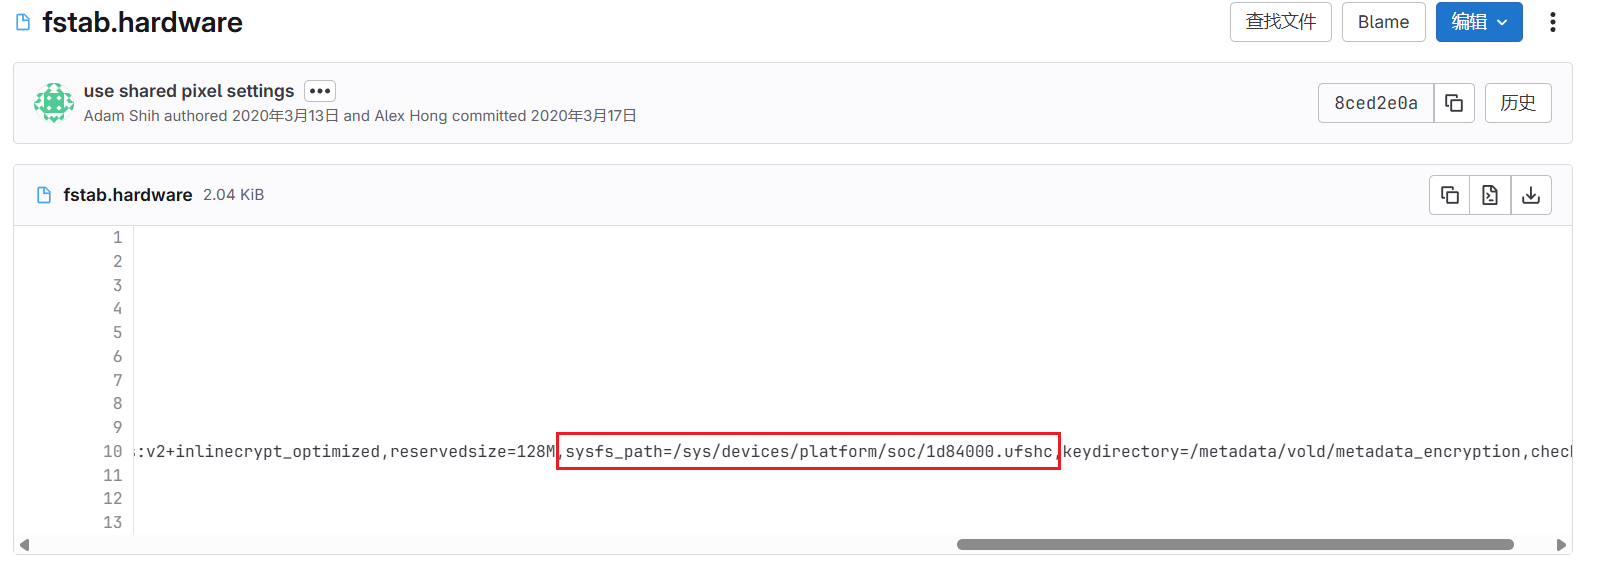 fstab.hardware
查找文件
Blame
编辑
use shared pixel settings
Adam Shih authored 2020年3月13日 and Alex Hong committed 2020年3月17日
8ced2e0a
历史
fstab.hardware 2.04 KiB
1
2
3
4
5
6
7
8
9
10 s:v2+inlinecrypt_optimized,reservedsize=128M,sysfs_path=/sys/devices/platform/soc/1d84000.ufshc,keydirectory=/metadata/vold/metadata_encryption,chec
11
12
13